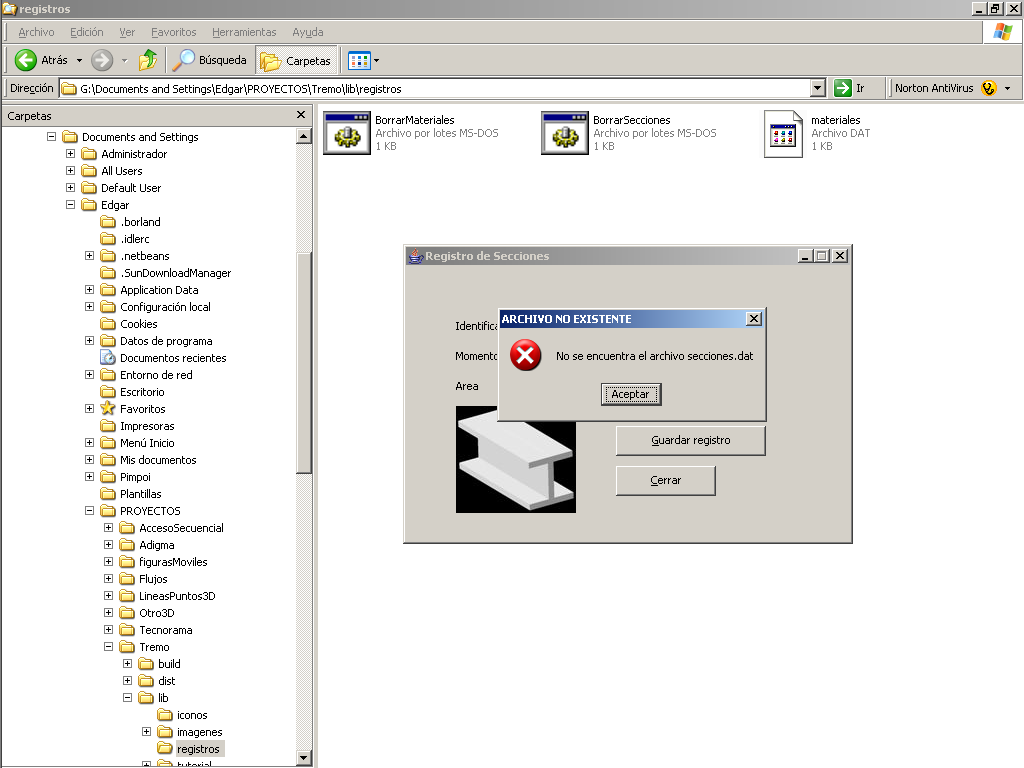 registros
Archivo Edición Ver Favoritos Herramientas Ayuda
Atrás Búsqueda Carpetas
Dirección G:\Documents and Settings\Edgar\PROYECTOS\Tremo\lib\registros Ir Norton AntiVirus
Carpetas
Documents and Settings
Administrador
All Users
Default User
Edgar
.borland
.idlerc
.netbeans
.SunDownloadManager
Application Data
Configuración local
Cookies
Datos de programa
Documentos recientes
Entorno de red
Escritorio
Favoritos
Impresoras
Menú Inicio
Mis documentos
Pimpoi
Plantillas
PROYECTOS
AccesoSecuencial
Adigma
figurasMoviles
Flujos
LineasPuntos3D
Otro3D
Tecnorama
Tremo
build
dist
lib
iconos
imagenes
registros
tutorial
BorrarMateriales
Archivo por lotes MS-DOS
1 KB
BorrarSecciones
Archivo por lotes MS-DOS
1 KB
materiales
Archivo DAT
1 KB
Registro de Secciones
Identifica
Momento
Area
ARCHIVO NO EXISTENTE
No se encuentra el archivo secciones.dat
Aceptar
Guardar registro
Cerrar